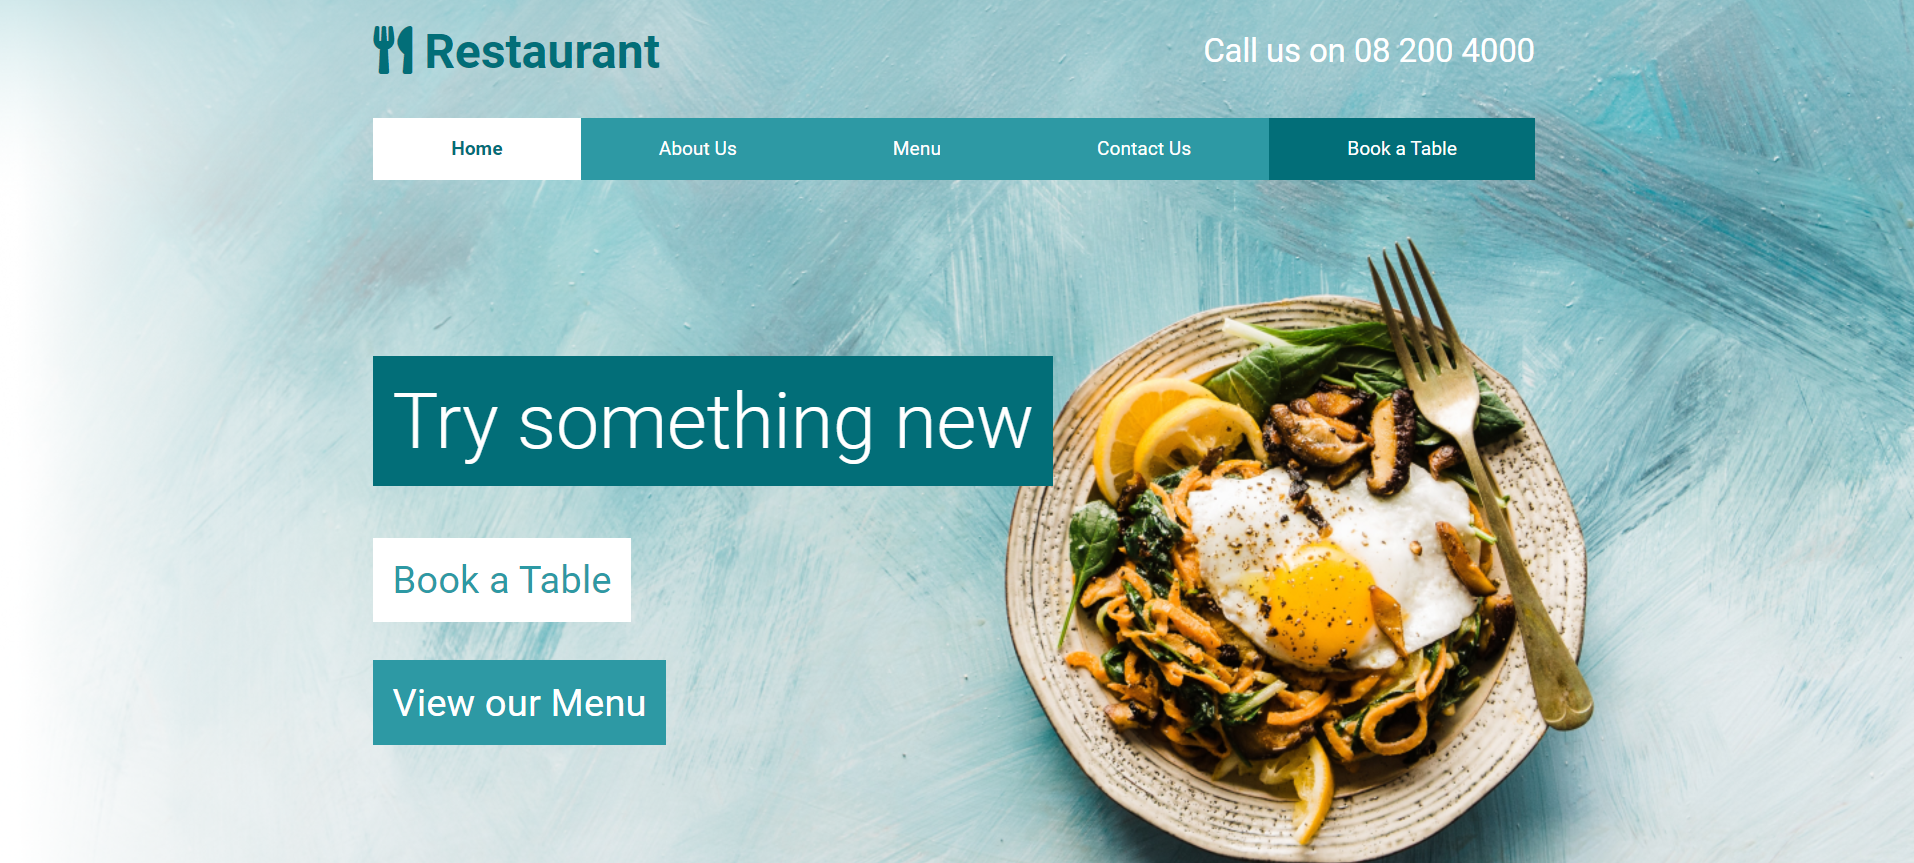 Restaurant
Call us on 08 200 4000
Home
About Us
Menu
Contact Us
Book a Table
Try something new
Book a Table
View our Menu